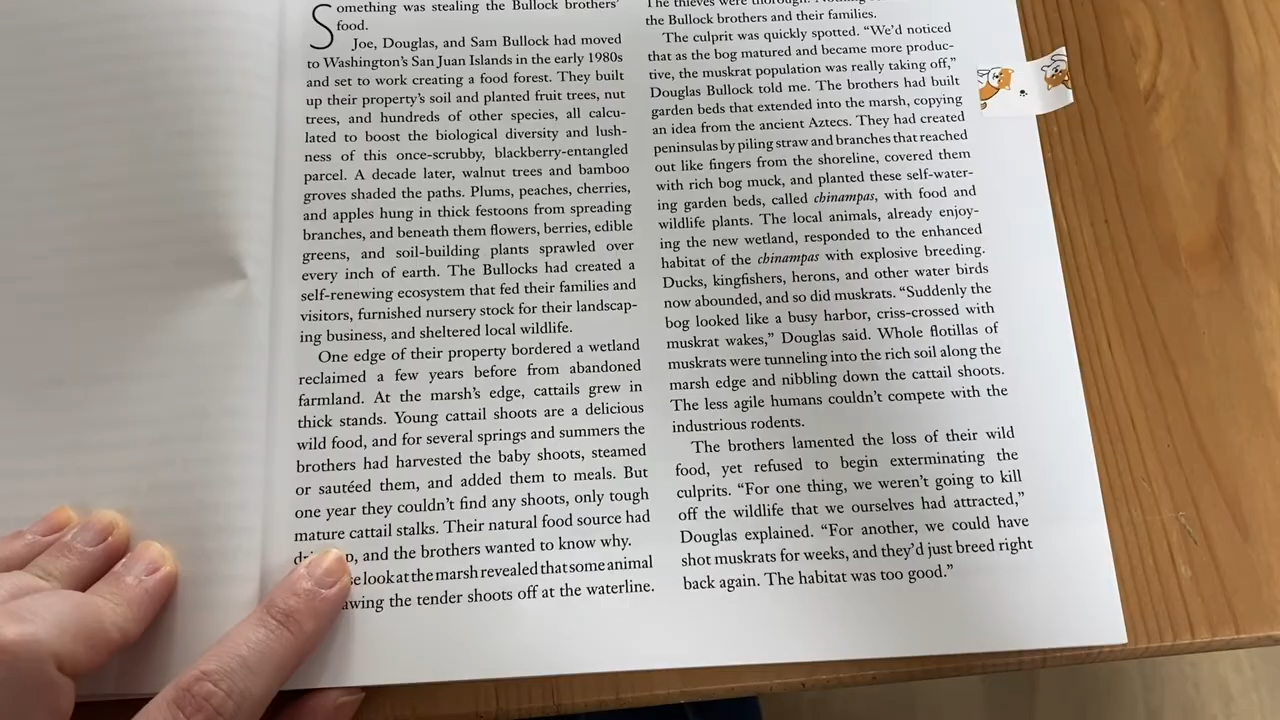 Something was stealing the Bullock brothers'
food.
Joe, Douglas, and Sam Bullock had moved
to Washington's San Juan Islands in the early 1980s
and set to work creating a food forest. They built
up their property's soil and planted fruit trees, nut
trees, and hundreds of other species, all calcu-
lated to boost the biological diversity and lush-
ness of this once-scrubby, blackberry-entangled
parcel. A decade later, walnut trees and bamboo
groves shaded the paths. Plums, peaches, cherries,
and apples hung in thick festoons from spreading
branches, and beneath them flowers, berries, edible
greens, and soil-building plants sprawled over
every inch of earth. The Bullocks had created a
self-renewing ecosystem that fed their families and
visitors, furnished nursery stock for their landscap-
ing business, and sheltered local wildlife.
One edge of their property bordered a wetland
reclaimed a few years before from abandoned
farmland. At the marsh's edge, cattails grew in
thick stands. Young cattail shoots are a delicious
wild food, and for several springs and summers the
brothers had harvested the baby shoots, steamed
or sautéed them, and added them to meals. But
one year they couldn't find any shoots, only tough
mature cattail stalks. Their natural food source had
and the brothers wanted to know why.
look at the marsh revealed that some animal
the tender shoots off at the waterline.
The thieves were thorough.
the Bullock brothers and their families.
The culprit was quickly spotted. "We'd noticed
that as the bog matured and became more produc-
tive, the muskrat population was really taking off,"
Douglas Bullock told me. The brothers had built
garden beds that extended into the marsh, copying
an idea from the ancient Aztecs. They had created
peninsulas by piling straw and branches that reached
out like fingers from the shoreline, covered them
with rich bog muck, and planted these self-water-
ing garden beds, called chinampas, with food and
wildlife plants. The local animals, already enjoy-
ing the new wetland, responded to the enhanced
habitat of the chinampas with explosive breeding.
Ducks, kingfishers, herons, and other water birds
now abounded, and so did muskrats. "Suddenly the
bog looked like a busy harbor, criss-crossed with
muskrat wakes," Douglas said. Whole flotillas of
muskrats were tunneling into the rich soil along the
marsh edge and nibbling down the cattail shoots.
The less agile humans couldn't compete with the
industrious rodents.
The brothers lamented the loss of their wild
food, yet refused to begin exterminating the
culprits. "For one thing, we weren't going to kill
off the wildlife that we ourselves had attracted,"
Douglas explained. "For another, we could have
shot muskrats for weeks, and they'd just breed right
back again. The habitat was too good."